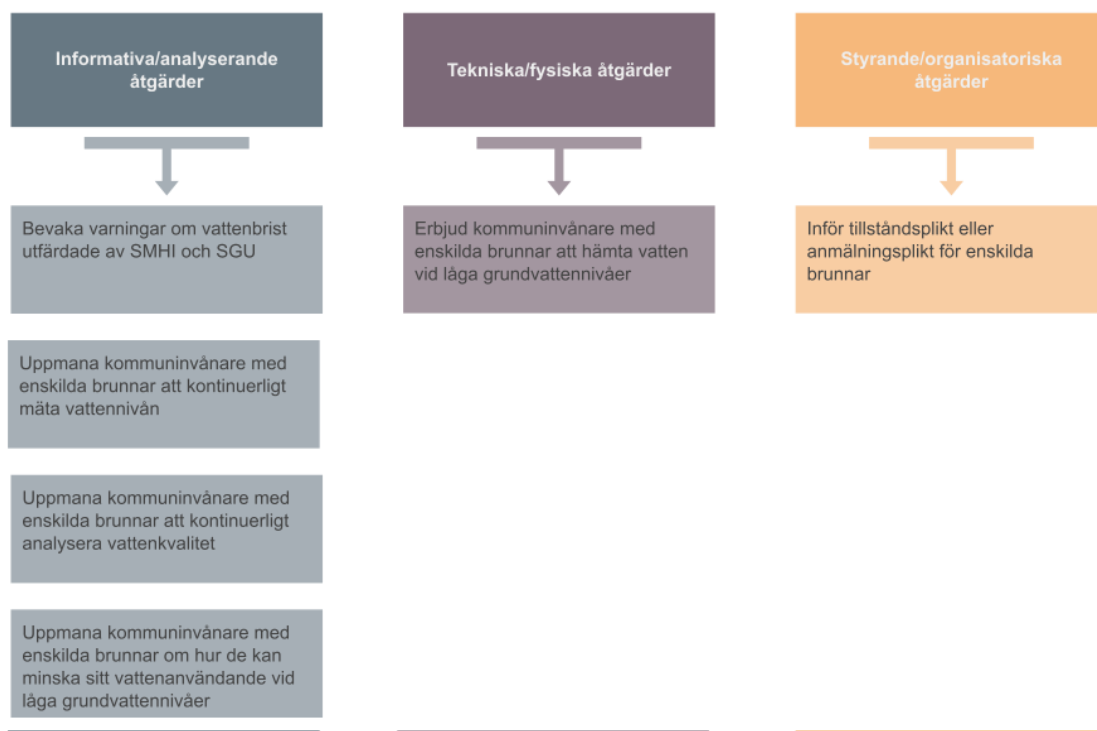 Informativa/analyserande
åtgärder
Bevaka varningar om vattenbrist
utfärdade av SMHI och SGU
Uppmana kommuninvånare med
enskilda brunnar att kontinuerligt
mäta vattennivån
Uppmana kommuninvånare med
enskilda brunnar att kontinuerligt
analysera vattenkvalitet
Uppmana kommuninvånare med
enskilda brunnar om hur de kan
minska sitt vattenanvändande vid
låga grundvattennivåer
Tekniska/fysiska åtgärder
Erbjud kommuninvånare med
enskilda brunnar att hämta vatten
vid låga grundvattennivåer
Styrande/organisatoriska
åtgärder
Inför tillståndsplikt eller
anmälningsplikt för enskilda
brunnar